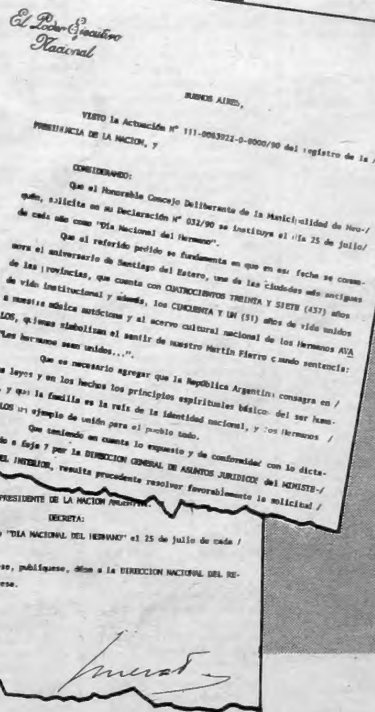 El Poder Ejecutivo
Nacional
BUENOS AIRES,
VISTO la Actuación Nº 111-0063922-0-0000/90 del registro de la /
PRESIDENCIA DE LA NACION, y
CONSIDERANDO:
Que el Honorable Concejo Deliberante de la Municipalidad de Neu-/
quén, solicita en su Declaración Nº 032/90 se instituya el día 25 de julio/
de cada año como "Día Nacional del Hermano".
Que el referido pedido se fundamenta en que en esa fecha se conme-
mora el aniversario de Santiago del Estero, una de las ciudades más antiguas
de las provincias, que cuenta con CUATROCIENTOS TREINTA Y SIETE (437) años
de vida institucional y además, los CINCUENTA Y UN (51) años de vida unidos
a nuestra música autóctona y al acervo cultural nacional de los Hermanos AVA
LOS, quienes simbolizan el sentir de nuestro Martín Fierro cuando sentencia:
"Los hermanos sean unidos...".
Que es necesario agregar que la República Argentina consagra en /
leyes y en los hechos los principios espirituales básicos del ser huma-
, y que la familia es la raíz de la identidad nacional, y los Hermanos /
LOS un ejemplo de unión para el pueblo todo.
Que teniendo en cuenta lo expuesto y de conformidad con lo dicta-
do a foja 7 por la DIRECCION GENERAL DE ASUNTOS JURIDICOS del MINISTE-/
DEL INTERIOR, resulta procedente resolver favorablemente la solicitud /
PRESIDENTE DE LA NACION ARGENTINA
DECRETA:
"DIA NACIONAL DEL HERMANO" el 25 de julio de cada /
ese, publíquese, dése a la DIRECCION NACIONAL DEL RE-
ese.